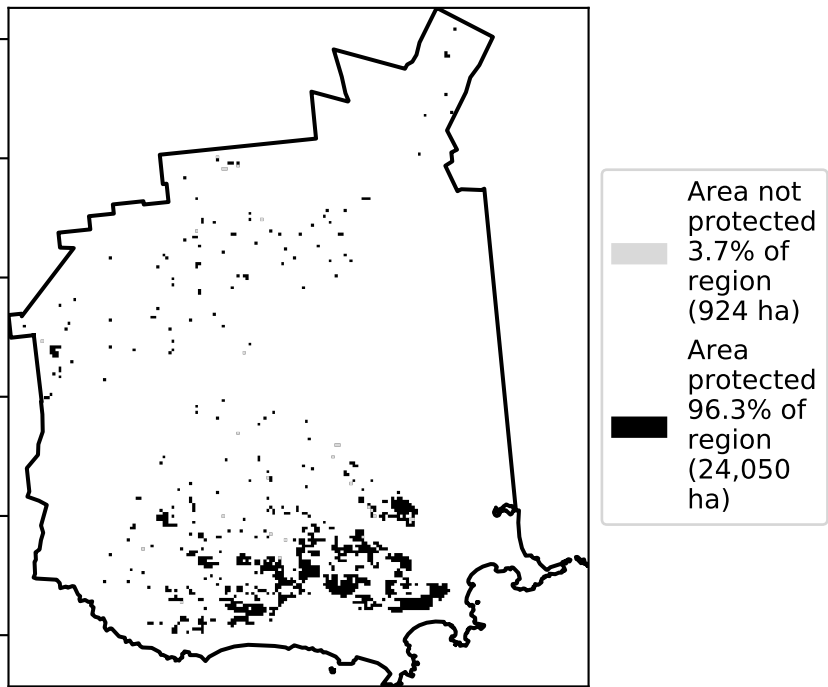 Area not
protected
3.7% of
region
(924 ha)
Area
protected
96.3% of
region
(24,050
ha)